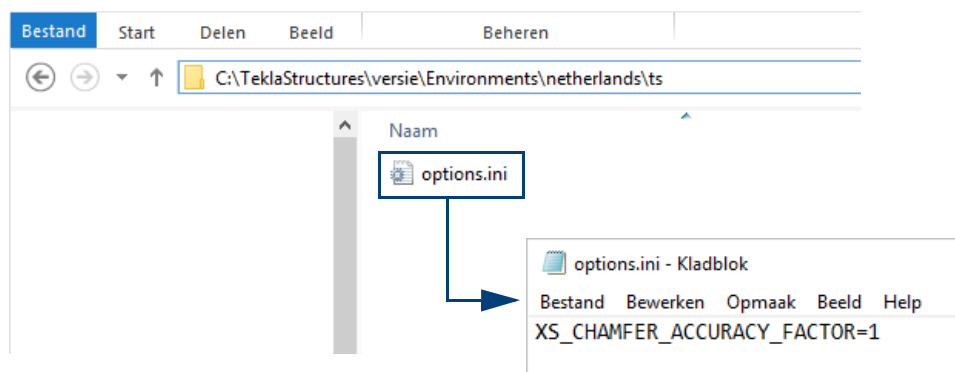 Bestand Start Delen Beeld Beheren
C:\TeklaStructures\versie\Environments\netherlands\ts
Naam
options.ini
options.ini - Kladblok
Bestand Bewerken Opmaak Beeld Help
XS_CHAMFER_ACCURACY_FACTOR=1